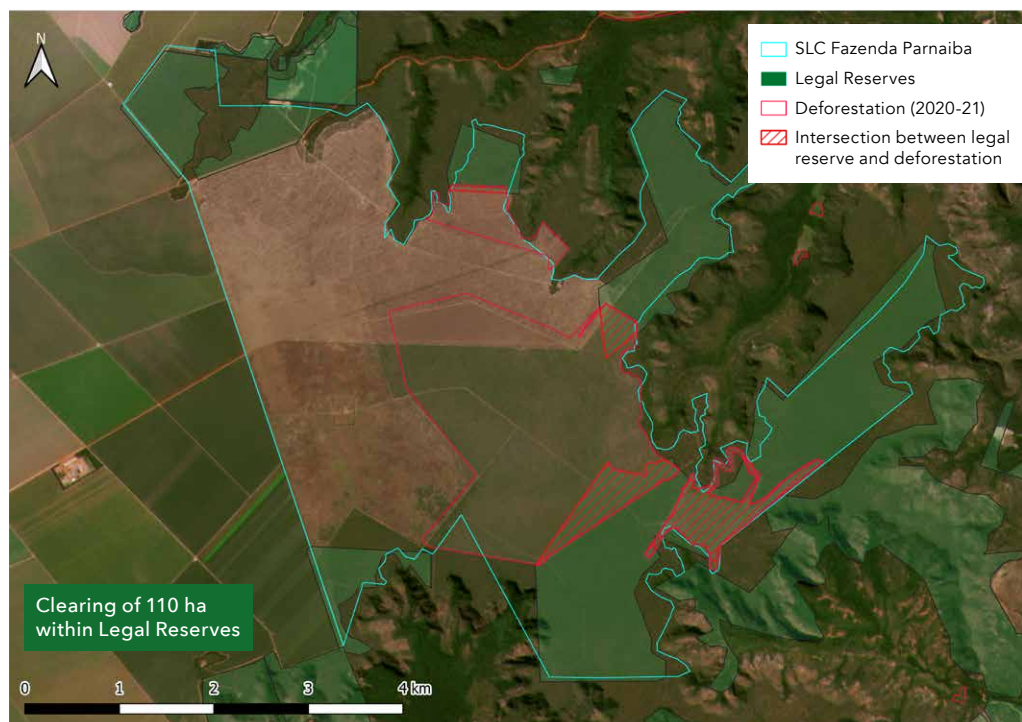 N
SLC Fazenda Parnaiba
Legal Reserves
Deforestation (2020-21)
Intersection between legal
reserve and deforestation
Clearing of 110 ha
within Legal Reserves
0 1 2 3 4 km